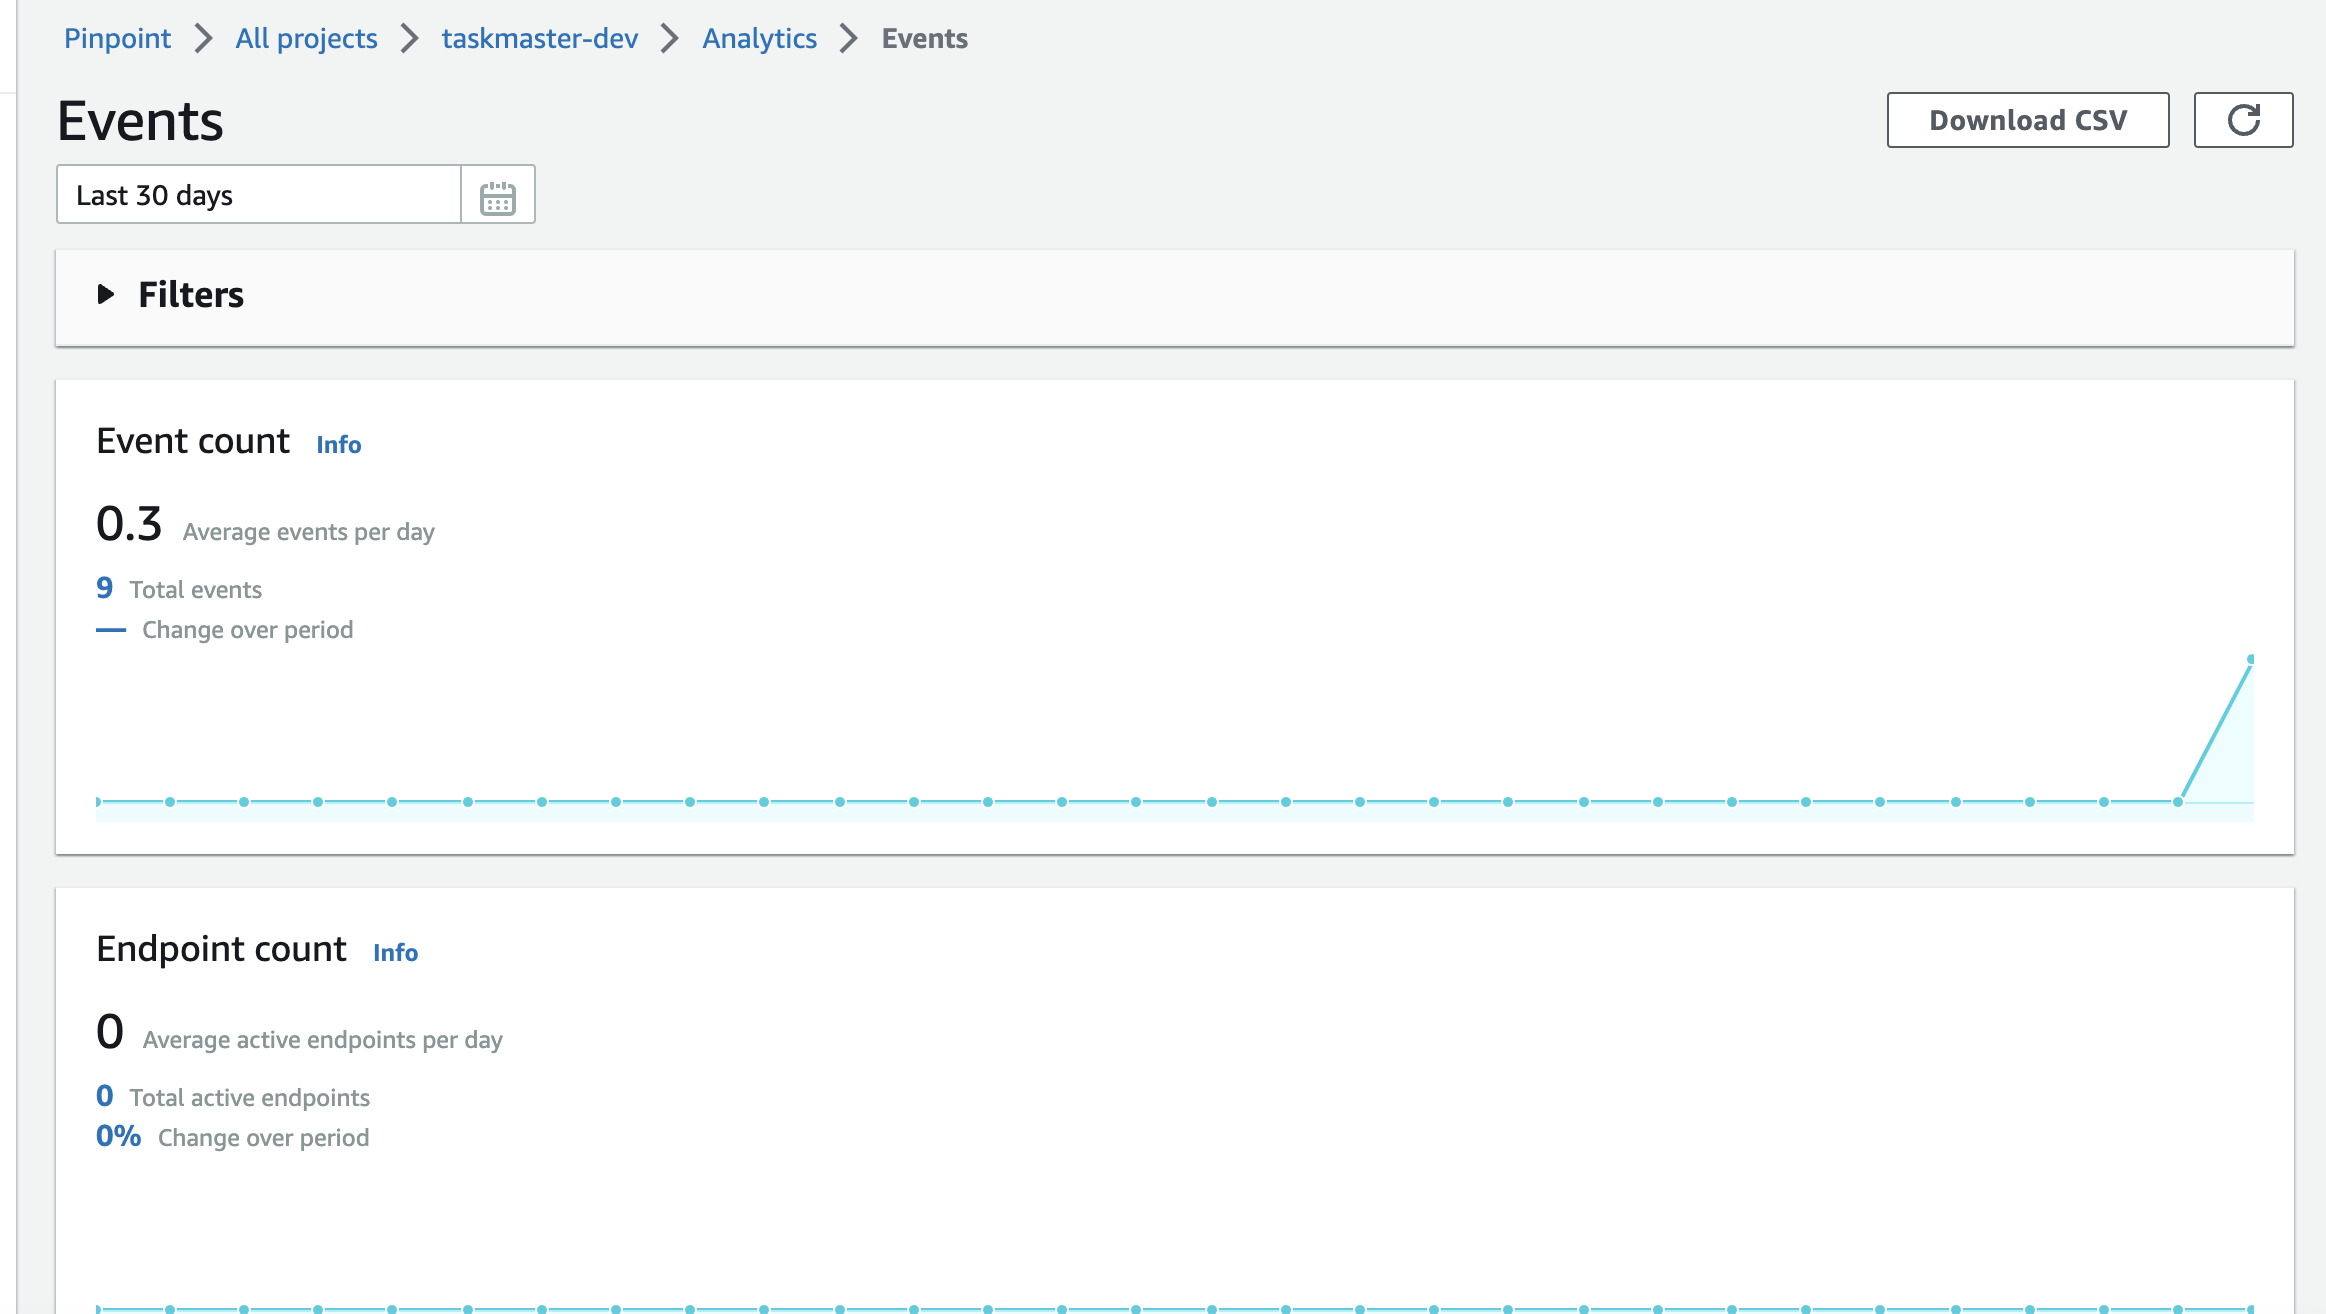 Pinpoint All projects taskmaster-dev Analytics Events
Events
Download CSV
Last 30 days
Filters
Event count Info
0.3 Average events per day
9 Total events
— Change over period
Endpoint count Info
0 Average active endpoints per day
0 Total active endpoints
0% Change over period